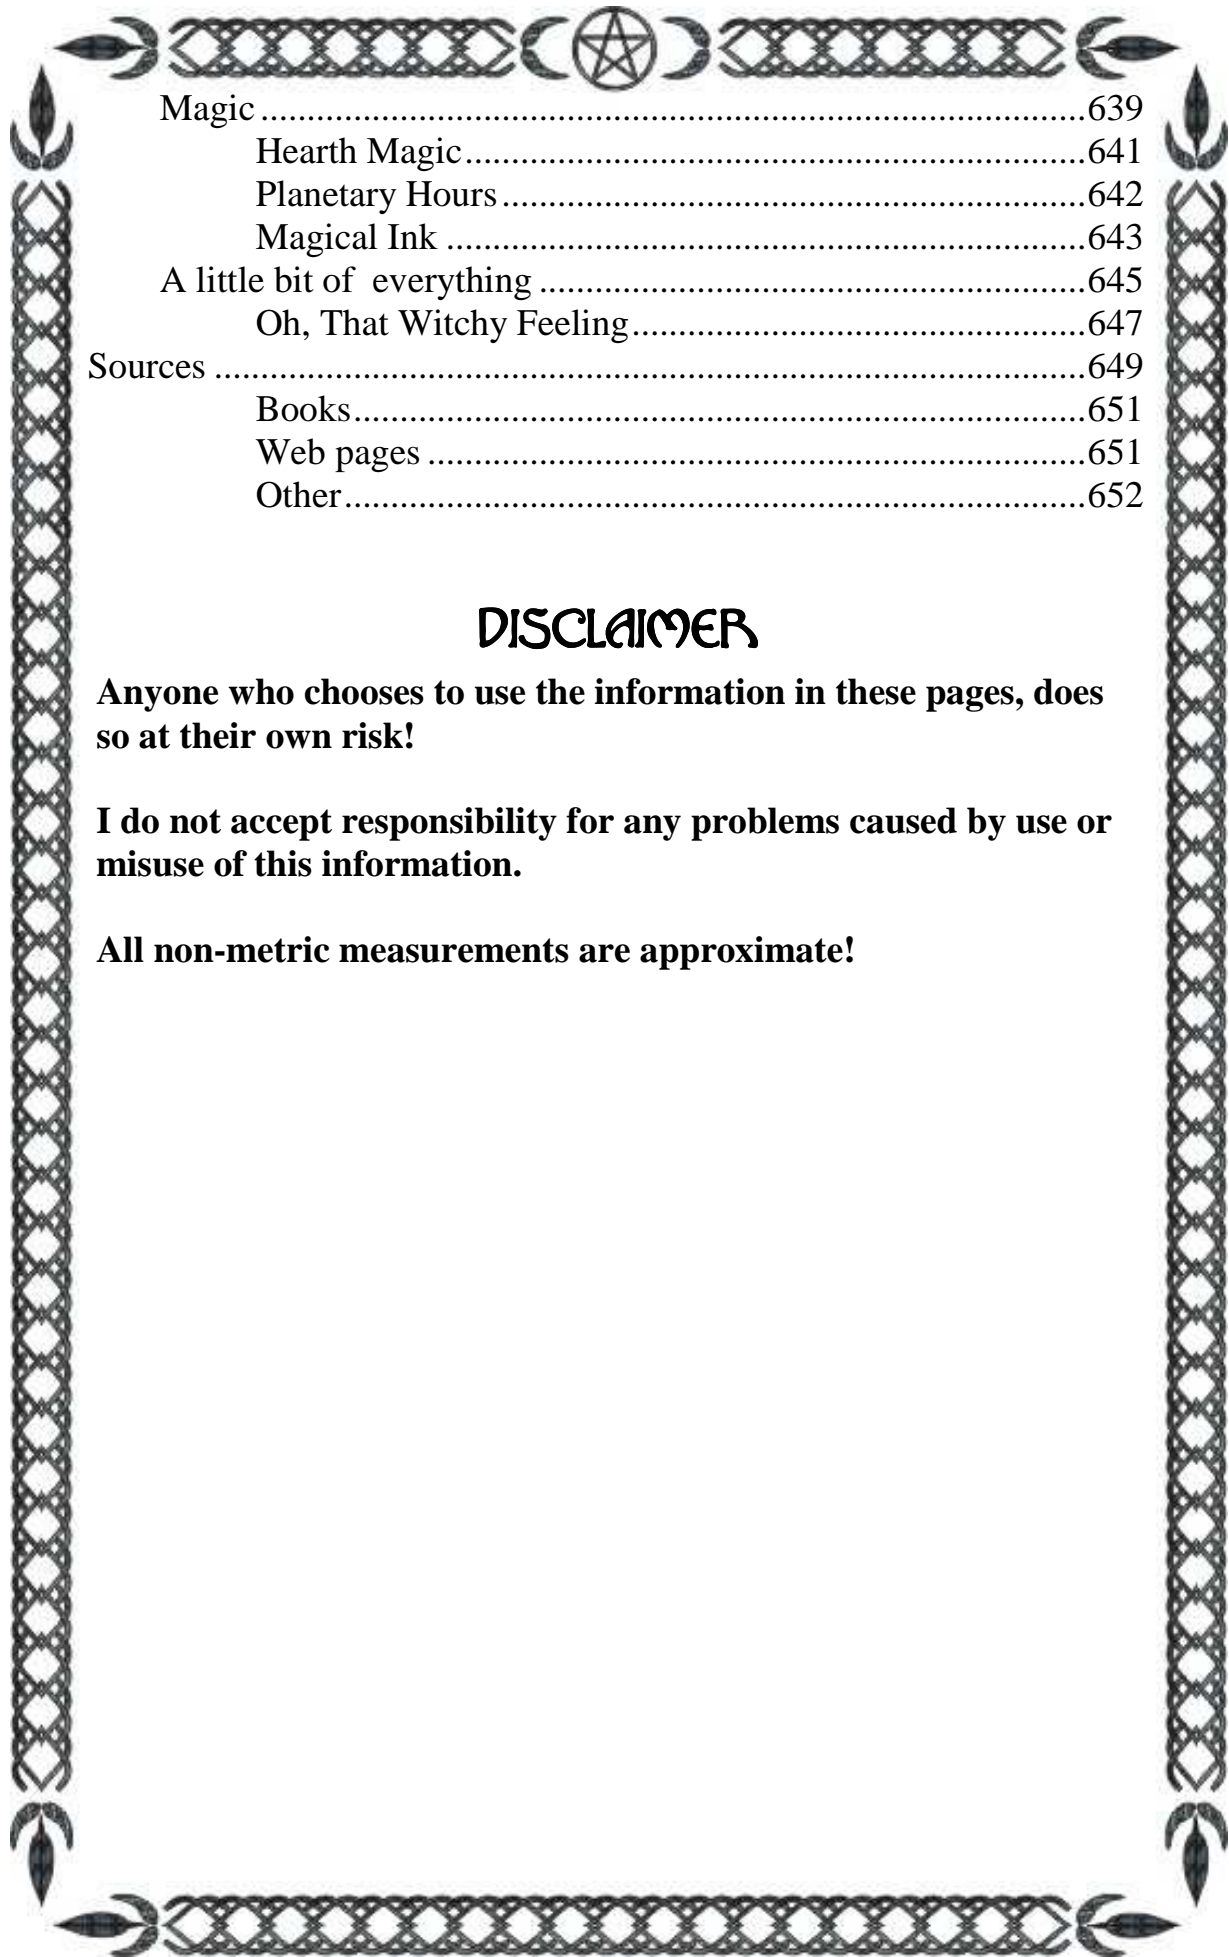 Magic........................................................................................639
Hearth Magic...................................................................641
Planetary Hours...............................................................642
Magical Ink .....................................................................643
A little bit of  everything ...........................................................645
Oh, That Witchy Feeling.................................................647
Sources ..............................................................................................649
Books...............................................................................651
Web pages .......................................................................651
Other................................................................................652
DISCLAIMER
Anyone who chooses to use the information in these pages, does
so at their own risk!
I do not accept responsibility for any problems caused by use or
misuse of this information.
All non-metric measurements are approximate!